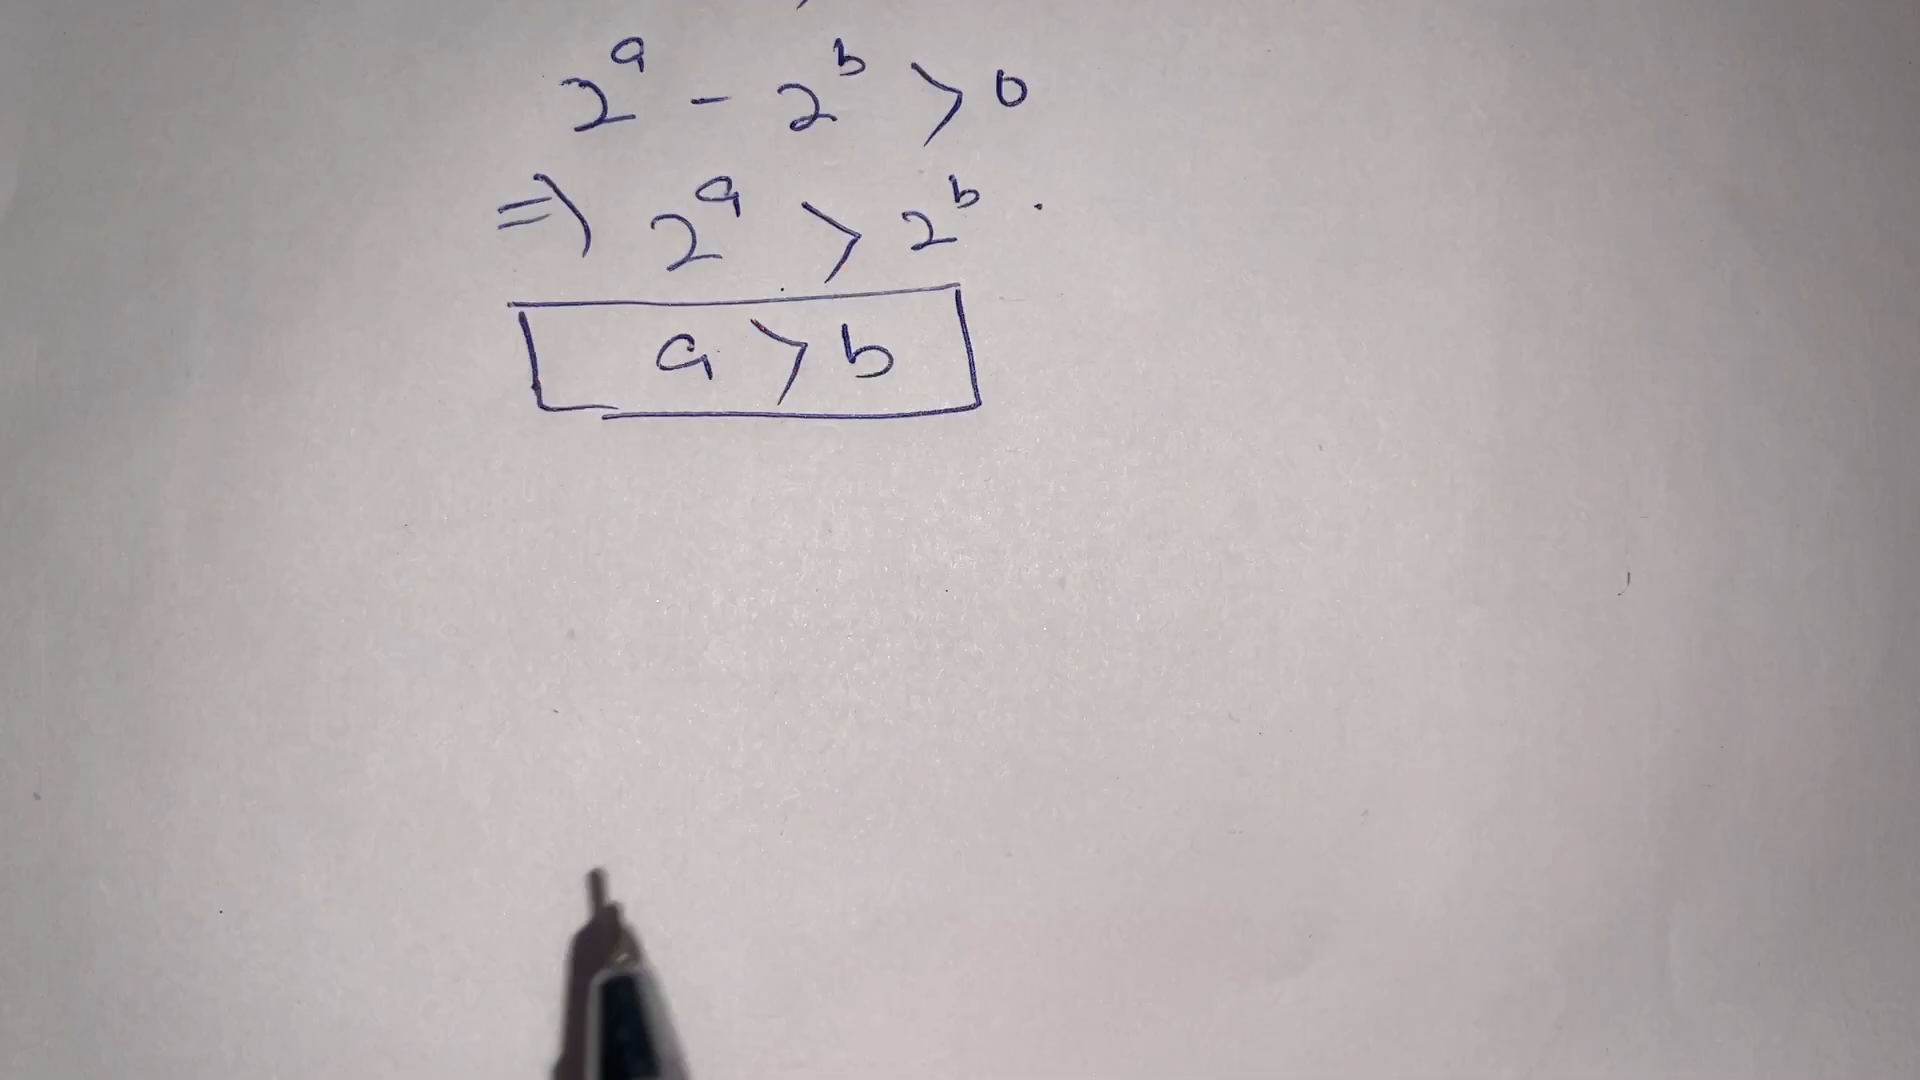 2^a - 2^b > 0
⇒ 2^a > 2^b .
a > b